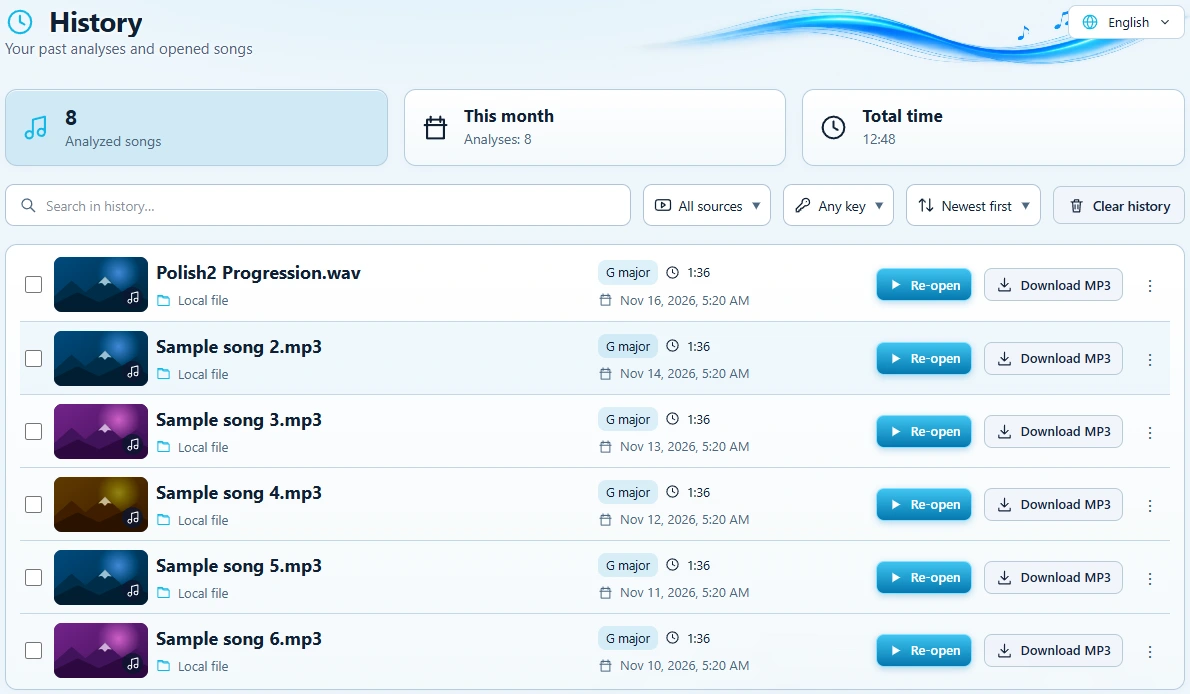 History
English
Your past analyses and opened songs
8
Analyzed songs
This month
Analyses: 8
Total time
12:48
Search in history...
All sources
Any key
Newest first
Clear history
Polish2 Progression.wav
Local file
G major 1:36
Nov 16, 2026, 5:20 AM
Re-open
Download MP3
Sample song 2.mp3
Local file
G major 1:36
Nov 14, 2026, 5:20 AM
Re-open
Download MP3
Sample song 3.mp3
Local file
G major 1:36
Nov 13, 2026, 5:20 AM
Re-open
Download MP3
Sample song 4.mp3
Local file
G major 1:36
Nov 12, 2026, 5:20 AM
Re-open
Download MP3
Sample song 5.mp3
Local file
G major 1:36
Nov 11, 2026, 5:20 AM
Re-open
Download MP3
Sample song 6.mp3
Local file
G major 1:36
Nov 10, 2026, 5:20 AM
Re-open
Download MP3